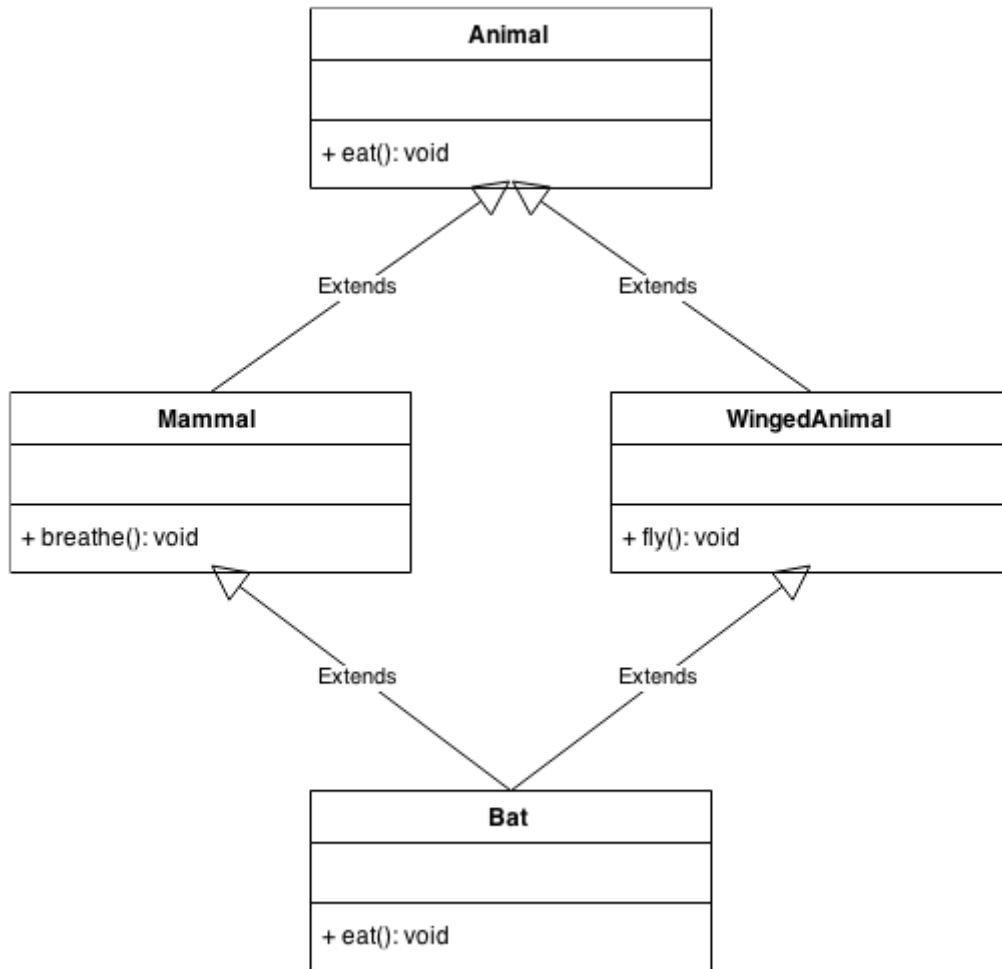 Animal
+ eat(): void
Extends
Extends
Mammal
WingedAnimal
+ breathe(): void
+ fly(): void
Extends
Extends
Bat
+ eat(): void